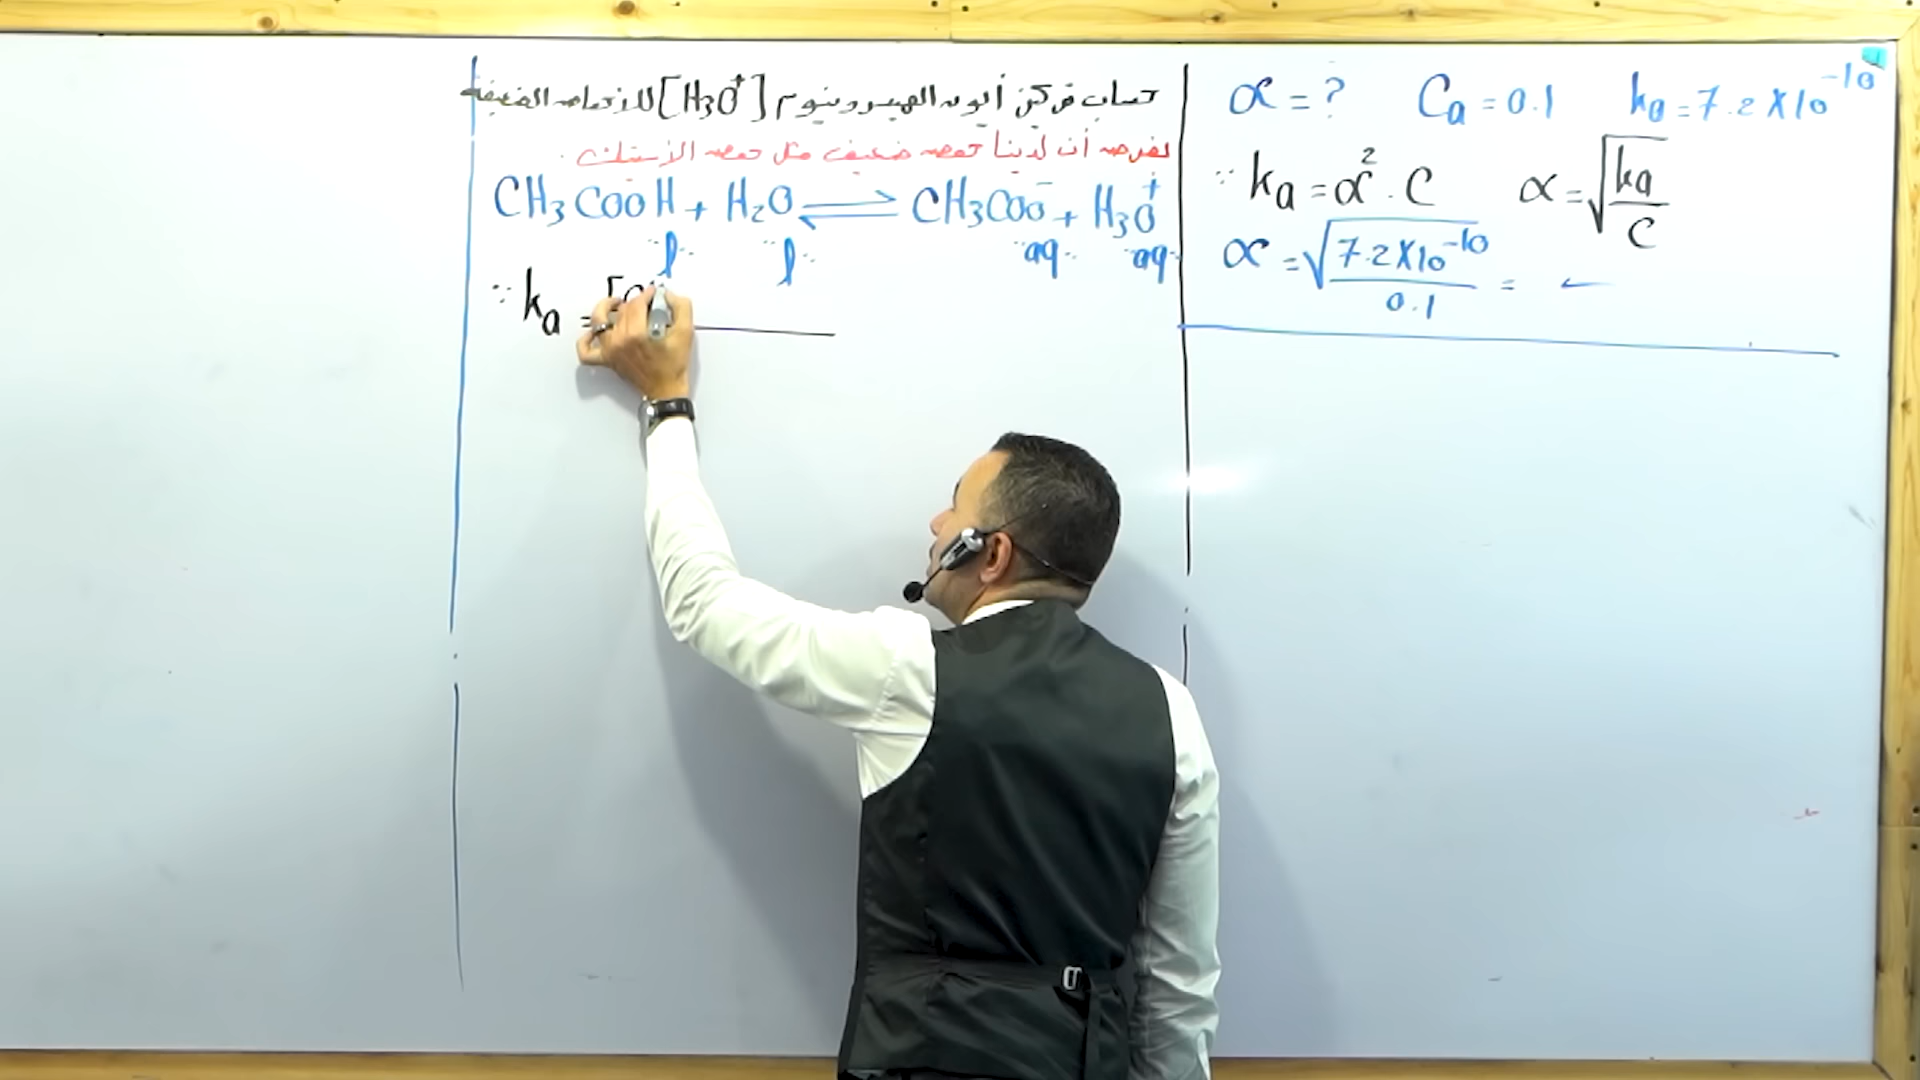 حساب تركيز أيون الهيدرونيوم [H3O+] للأحماض الضعيفة
نفرض أن لدينا حمض ضعيف مثل حمض الأستيك.
CH3COOH + H2O ⇌ CH3COO⁻ + H3O⁺
(l) (l) (aq) (aq)
∵ ka = [C
α = ? Ca = 0.1 ka = 7.2 X 10⁻¹⁰
∵ ka = α² . C α = √(ka/C)
α = √(7.2 X 10⁻¹⁰/0.1) = ←